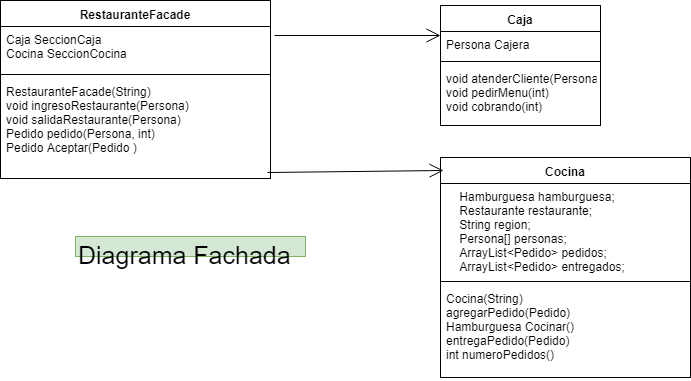 RestauranteFacade
Caja SeccionCaja
Cocina SeccionCocina
RestauranteFacade(String)
void ingresoRestaurante(Persona)
void salidaRestaurante(Persona)
Pedido pedido(Persona, int)
Pedido Aceptar(Pedido )
Caja
Persona Cajera
void atenderCliente(Persona
void pedirMenu(int)
void cobrando(int)
Cocina
Hamburguesa hamburguesa;
Restaurante restaurante;
String region;
Persona[] personas;
ArrayList<Pedido> pedidos;
ArrayList<Pedido> entregados;
Cocina(String)
agregarPedido(Pedido)
Hamburguesa Cocinar()
entregaPedido(Pedido)
int numeroPedidos()
Diagrama Fachada